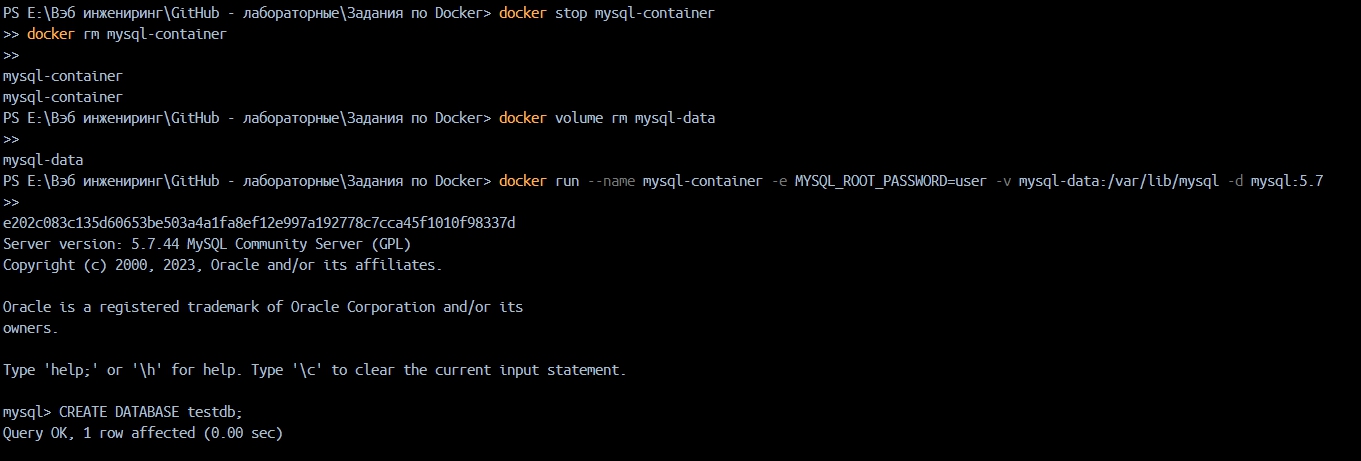 PS E:\Вэб инжениринг\GitHub - лабораторные\Задания по Docker> docker stop mysql-container
>> docker rm mysql-container
>>
mysql-container
mysql-container
PS E:\Вэб инжениринг\GitHub - лабораторные\Задания по Docker> docker volume rm mysql-data
>>
mysql-data
PS E:\Вэб инжениринг\GitHub - лабораторные\Задания по Docker> docker run --name mysql-container -e MYSQL_ROOT_PASSWORD=user -v mysql-data:/var/lib/mysql -d mysql:5.7
>>
e202c083c135d60653be503a4a1fa8ef12e997a192778c7cca45f1010f98337d
Server version: 5.7.44 MySQL Community Server (GPL)
Copyright (c) 2000, 2023, Oracle and/or its affiliates.
Oracle is a registered trademark of Oracle Corporation and/or its
owners.
Type 'help;' or '\h' for help. Type '\c' to clear the current input statement.
mysql> CREATE DATABASE testdb;
Query OK, 1 row affected (0.00 sec)